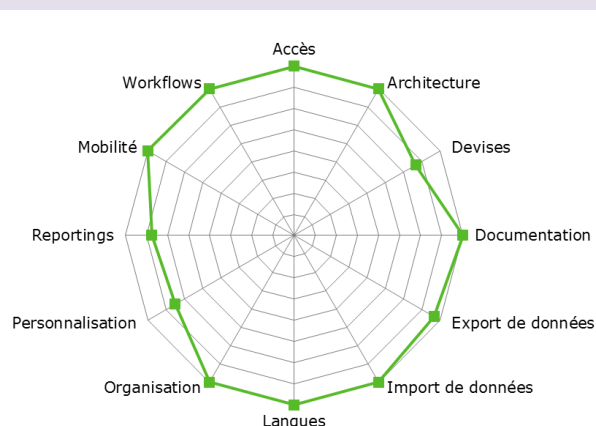 Accès
Workflows
Architecture
Mobilité
Devises
Reportings
Documentation
Personnalisation
Export de données
Organisation
Import de données
Langues